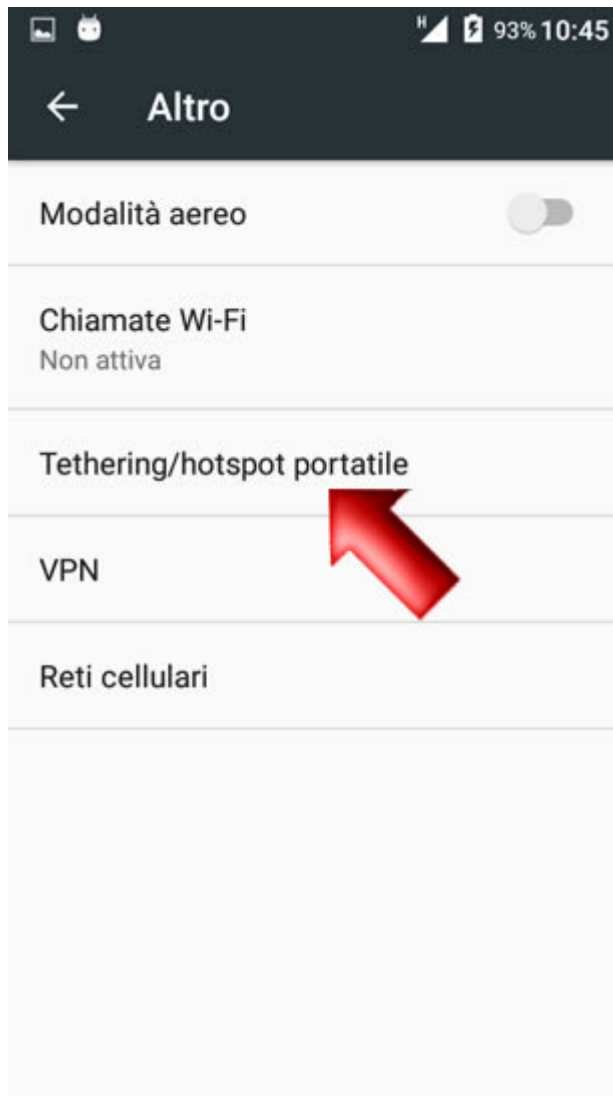 H 93% 10:45
Altro
Modalità aereo
Chiamate Wi-Fi
Non attiva
Tethering/hotspot portatile
VPN
Reti cellulari